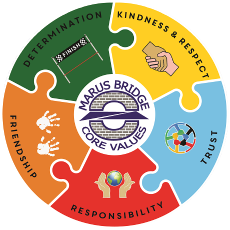 DETERMINATION
FINISH
KINDNESS & RESPECT
TRUST
RESPONSIBILITY
FRIENDSHIP
MARUS BRIDGE
CORE VALUES